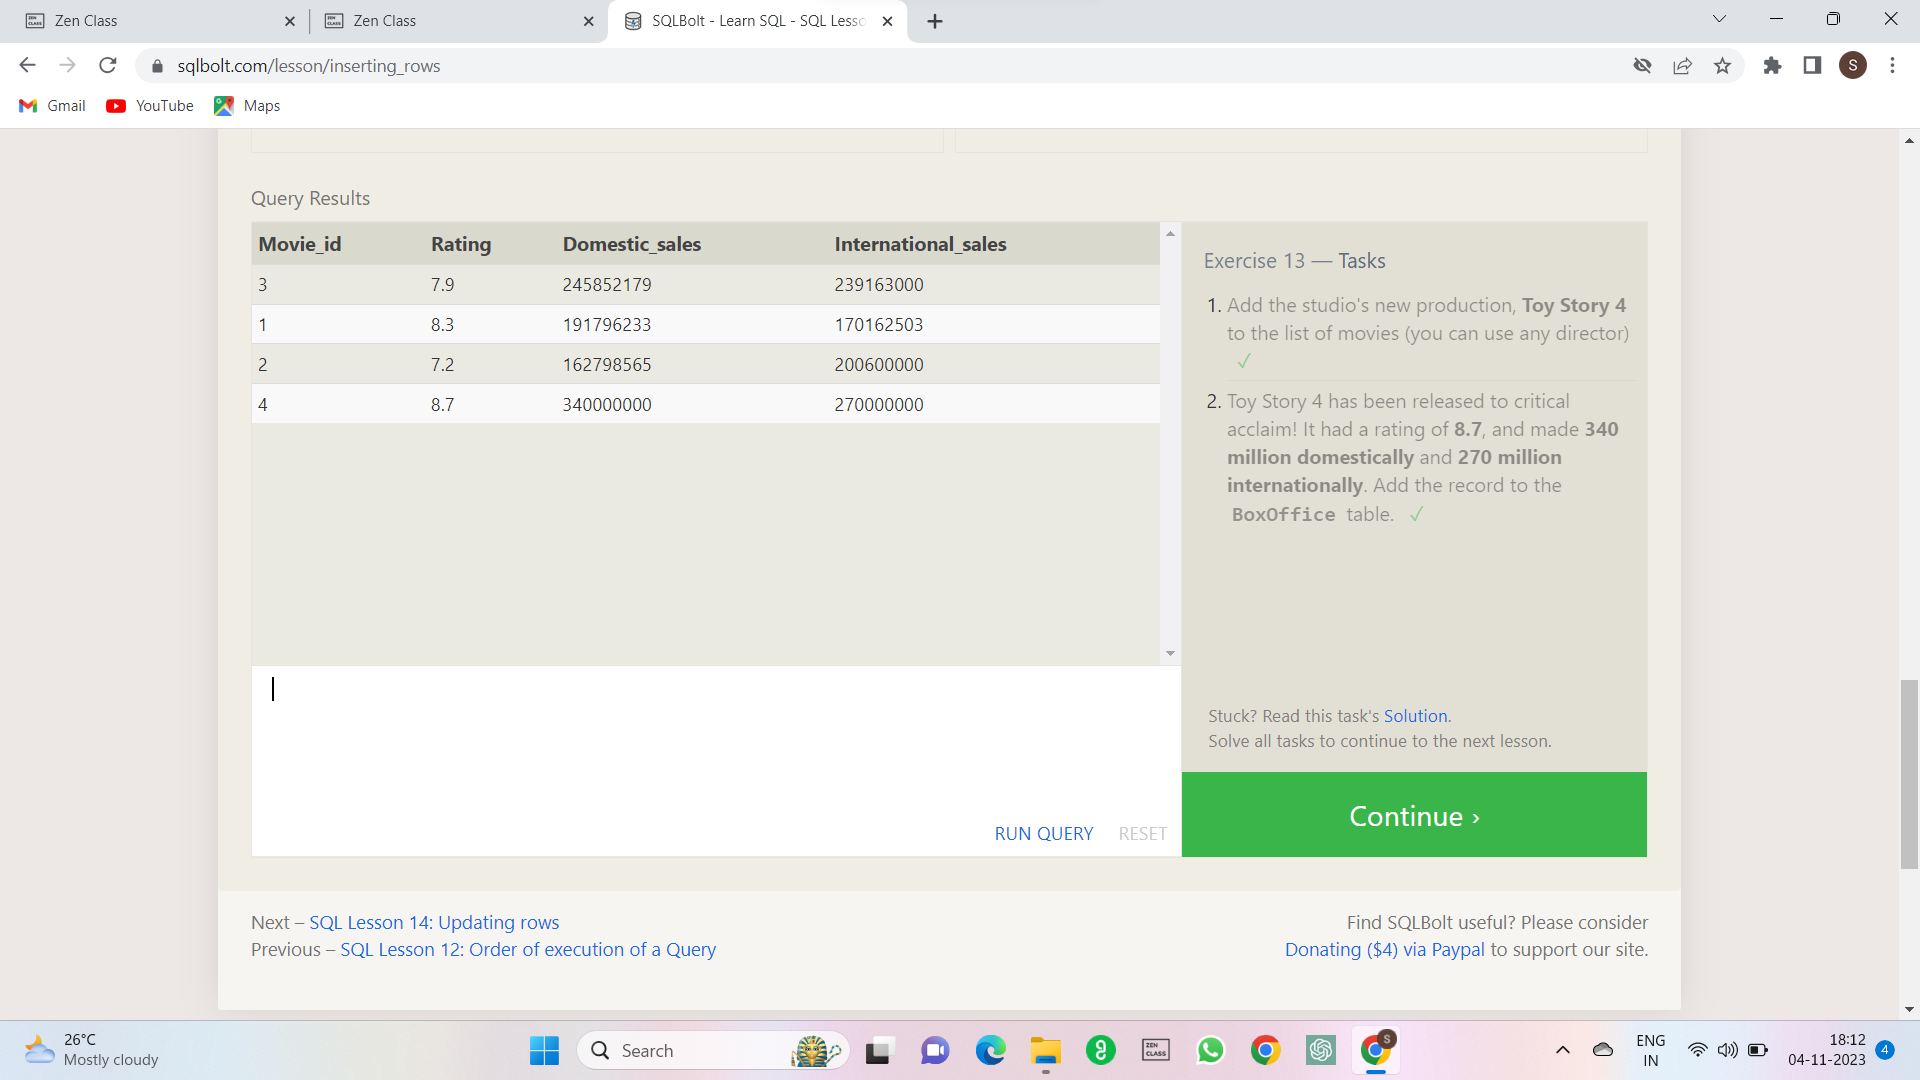 Zen Class
Zen Class
SQLBolt - Learn SQL - SQL Lesso
sqlbolt.com/lesson/inserting_rows
S
Gmail
YouTube
Maps
Query Results
Movie_id Rating Domestic_sales International_sales
3 7.9 245852179 239163000
1 8.3 191796233 170162503
2 7.2 162798565 200600000
4 8.7 340000000 270000000
Exercise 13 — Tasks
1. Add the studio's new production, Toy Story 4
to the list of movies (you can use any director)
✓
2. Toy Story 4 has been released to critical
acclaim! It had a rating of 8.7, and made 340
million domestically and 270 million
internationally. Add the record to the
BoxOffice table. ✓
Stuck? Read this task's Solution.
Solve all tasks to continue to the next lesson.
RUN QUERY RESET
Continue ›
Next – SQL Lesson 14: Updating rows
Previous – SQL Lesson 12: Order of execution of a Query
Find SQLBolt useful? Please consider
Donating ($4) via Paypal to support our site.
26°C
Mostly cloudy
Search
ZEN
CLASS
S
ENG
IN
18:12
04-11-2023
4